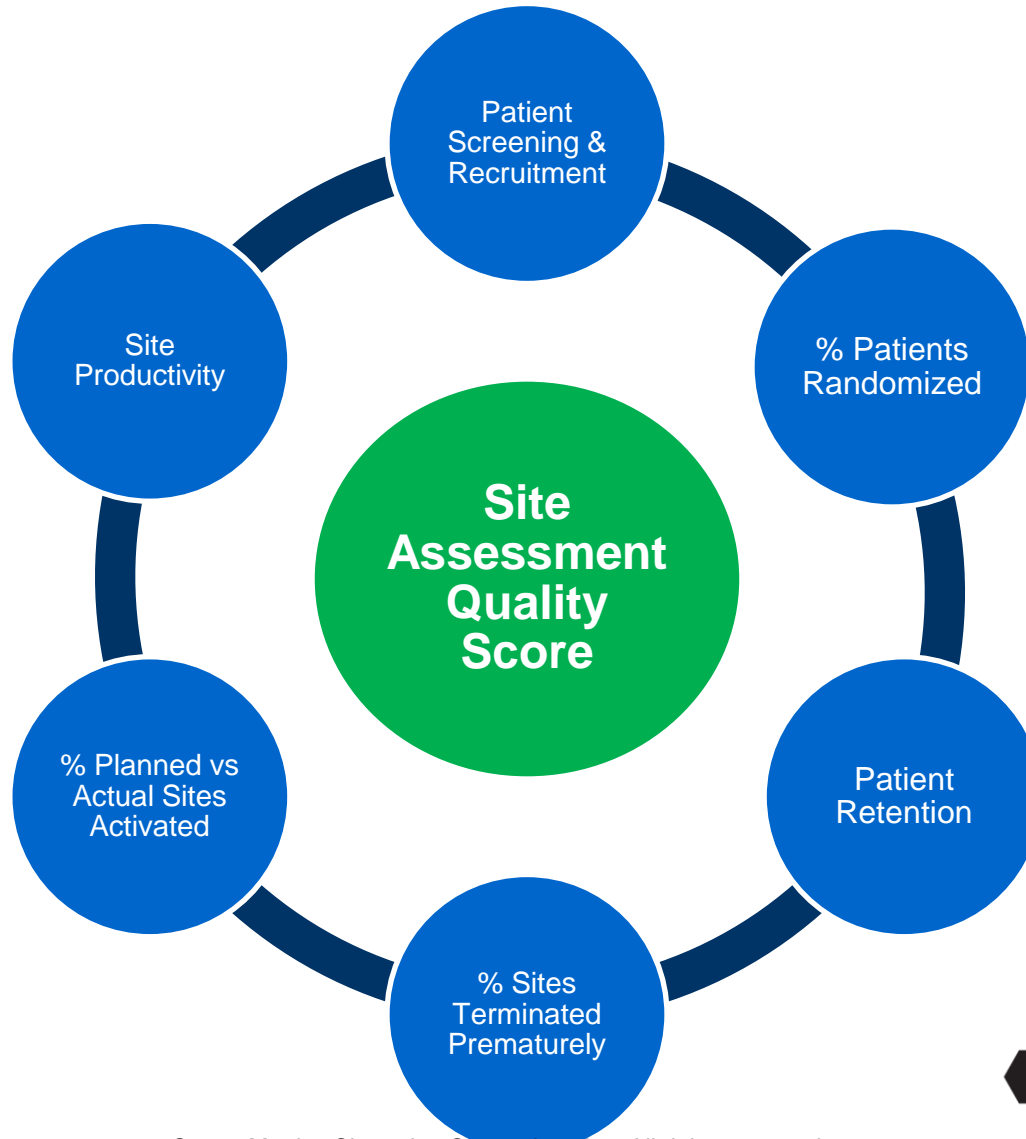 Patient
Screening &
Recruitment
% Patients
Randomized
Site
Productivity
Site
Assessment
Quality
Score
% Planned vs
Actual Sites
Activated
Patient
Retention
% Sites
Terminated
Prematurely